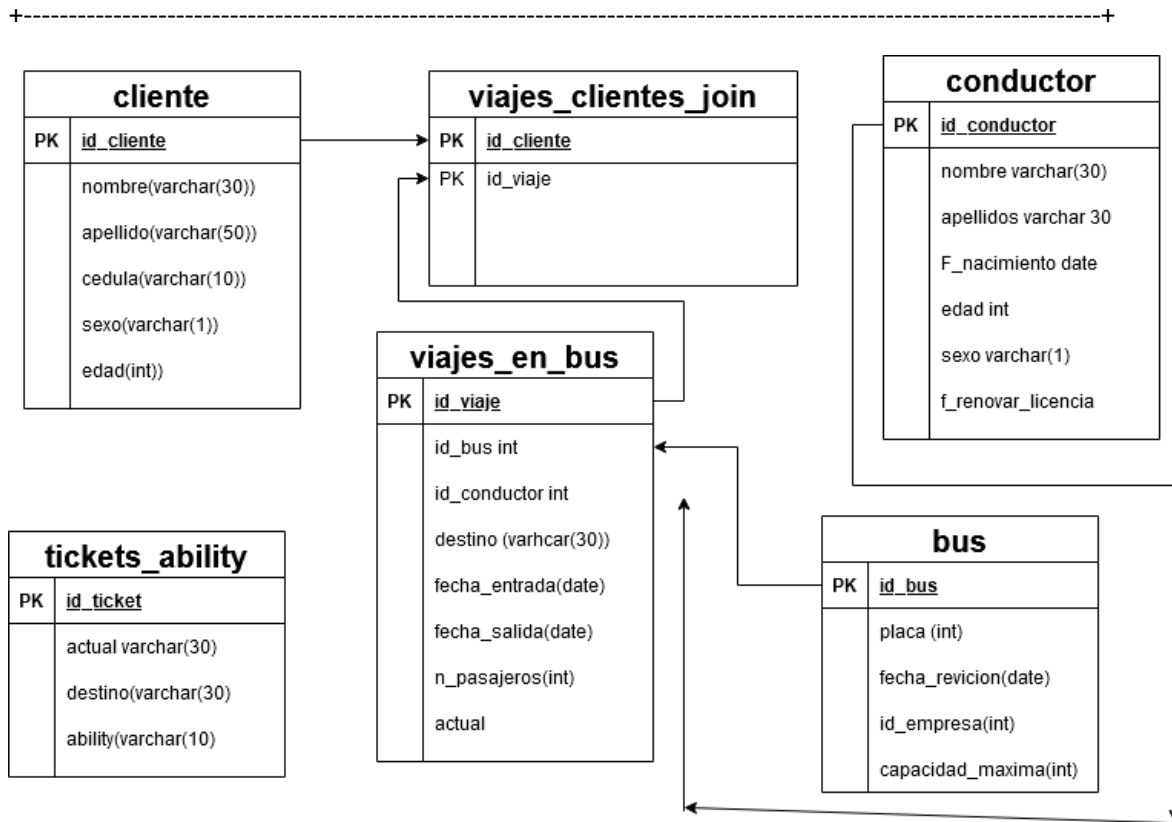 cliente
PK id_cliente
nombre(varchar(30))
apellido(varchar(50))
cedula(varchar(10))
sexo(varchar(1))
edad(int))
viajes_clientes_join
PK id_cliente
PK id_viaje
conductor
PK id_conductor
nombre varchar(30)
apellidos varchar 30
F_nacimiento date
edad int
sexo varchar(1)
f_renovar_licencia
viajes_en_bus
PK id_viaje
id_bus int
id_conductor int
destino (varhcar(30))
fecha_entrada(date)
fecha_salida(date)
n_pasajeros(int)
actual
tickets_ability
PK id_ticket
actual varchar(30)
destino(varchar(30)
ability(varchar(10)
bus
PK id_bus
placa (int)
fecha_revicion(date)
id_empresa(int)
capacidad_maxima(int)